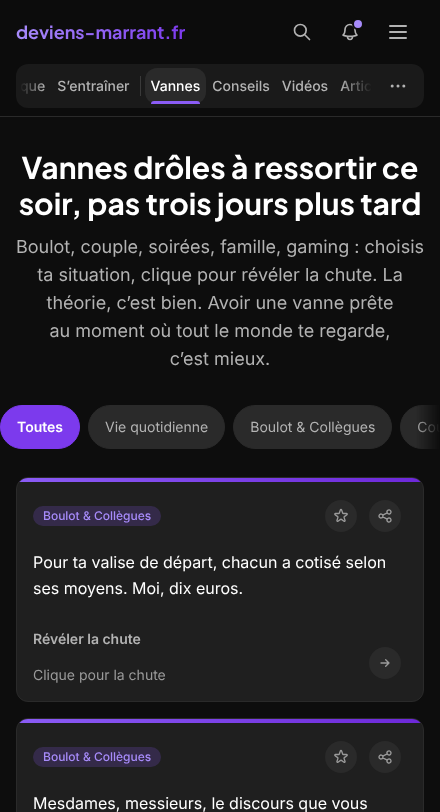 deviens-marrant.fr
que S’entraîner Vannes Conseils Vidéos Artic
Vannes drôles à ressortir ce
soir, pas trois jours plus tard
Boulot, couple, soirées, famille, gaming : choisis
ta situation, clique pour révéler la chute. La
théorie, c’est bien. Avoir une vanne prête
au moment où tout le monde te regarde,
c’est mieux.
Toutes Vie quotidienne Boulot & Collègues Cou
Boulot & Collègues
Pour ta valise de départ, chacun a cotisé selon
ses moyens. Moi, dix euros.
Révéler la chute
Clique pour la chute
Boulot & Collègues
Mesdames, messieurs, le discours que vous